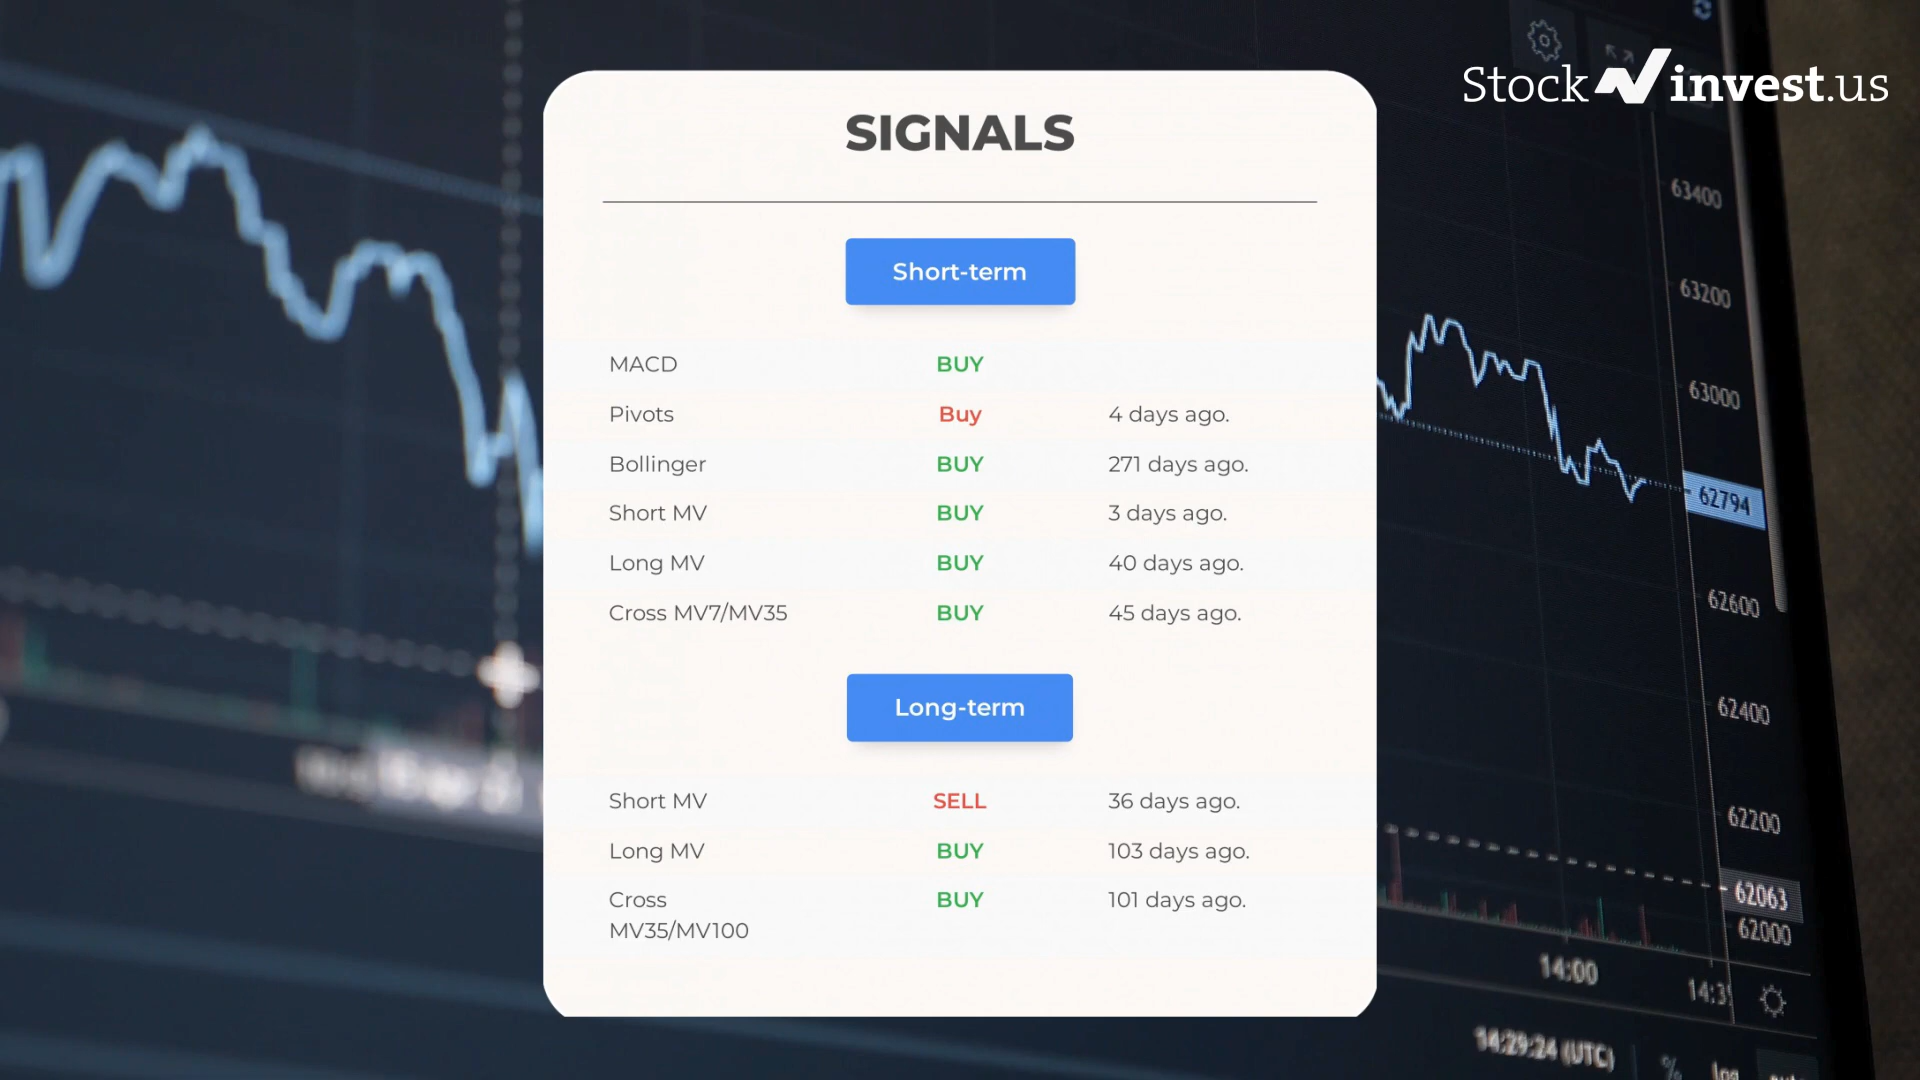 Stock invest.us
SIGNALS
Short-term
MACD BUY
Pivots Buy 4 days ago.
Bollinger BUY 271 days ago.
Short MV BUY 3 days ago.
Long MV BUY 40 days ago.
Cross MV7/MV35 BUY 45 days ago.
Long-term
Short MV SELL 36 days ago.
Long MV BUY 103 days ago.
Cross BUY 101 days ago.
MV35/MV100
63400
63200
63000
62794
62600
62400
62200
62063
62000
14:00
14:29:24 (UTC)
%
log